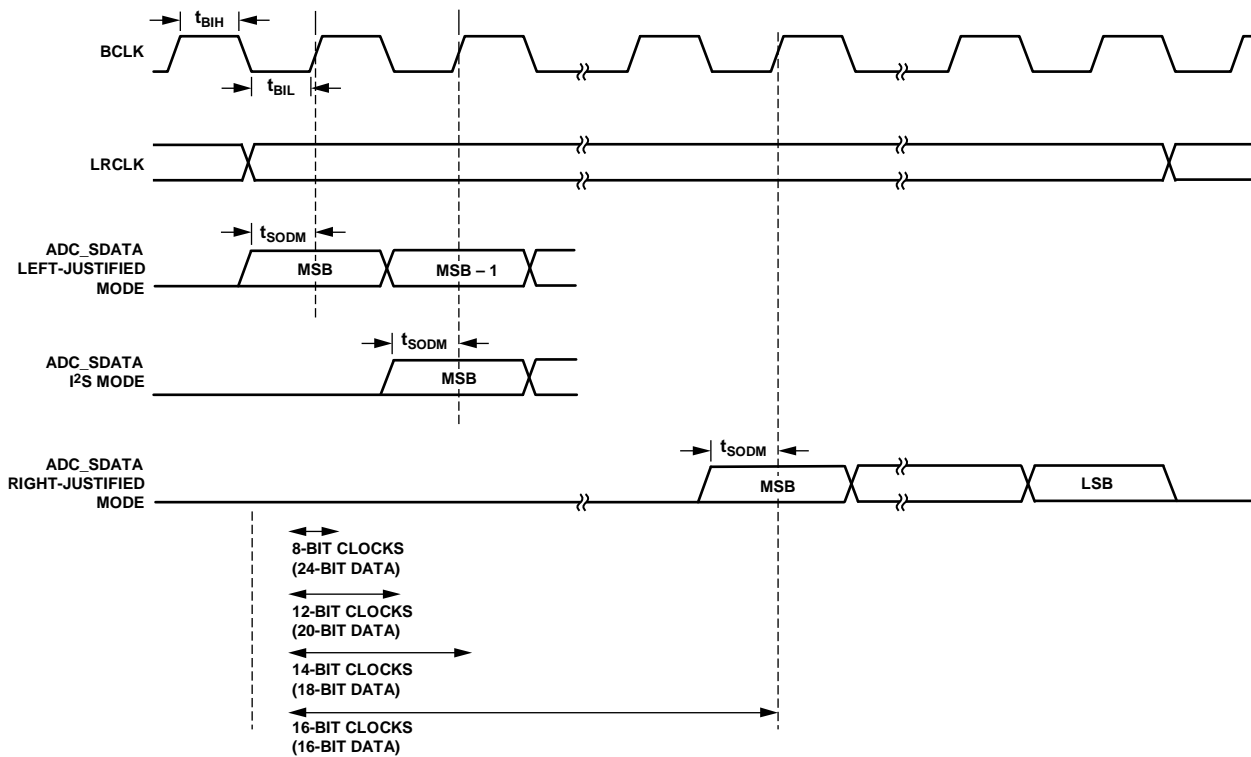 tBIH
BCLK
tBIL
LRCLK
tSODM
ADC_SDATA
LEFT-JUSTIFIED
MODE
MSB
MSB – 1
tSODM
ADC_SDATA
I2S MODE
MSB
tSODM
ADC_SDATA
RIGHT-JUSTIFIED
MODE
MSB
LSB
8-BIT CLOCKS
(24-BIT DATA)
12-BIT CLOCKS
(20-BIT DATA)
14-BIT CLOCKS
(18-BIT DATA)
16-BIT CLOCKS
(16-BIT DATA)